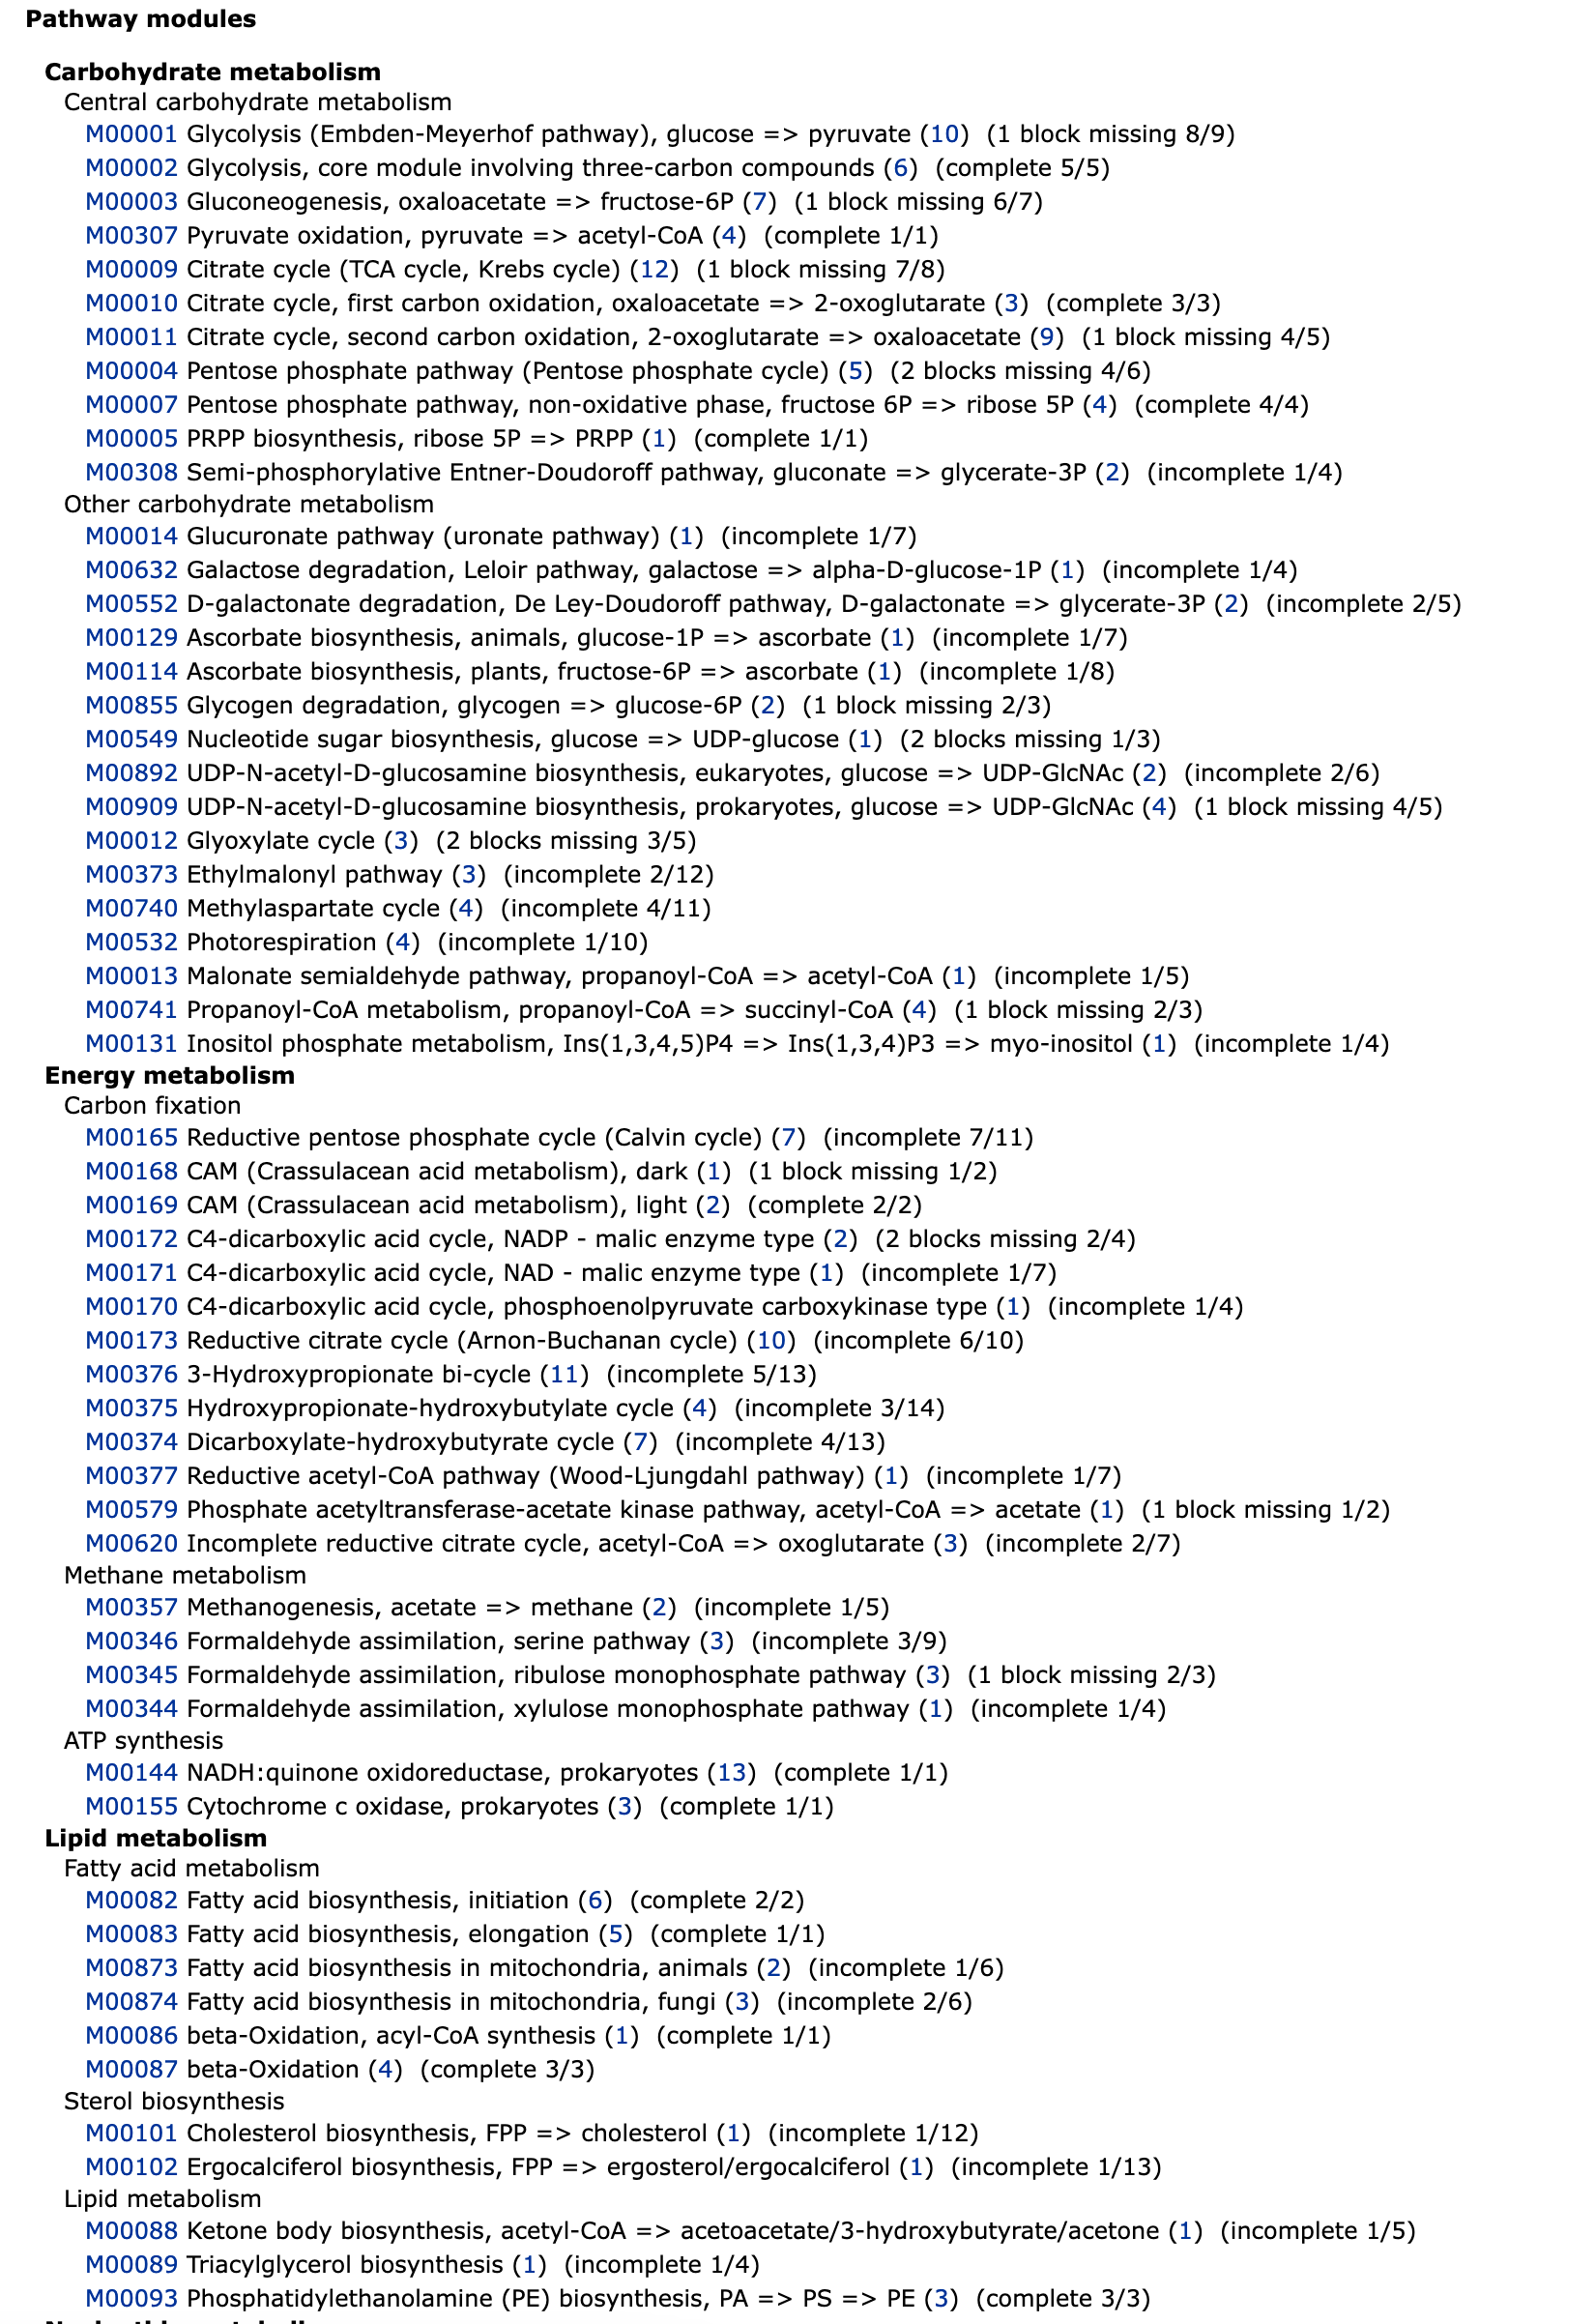 Pathway modules
Carbohydrate metabolism
Central carbohydrate metabolism
M00001 Glycolysis (Embden-Meyerhof pathway), glucose => pyruvate (10) (1 block missing 8/9)
M00002 Glycolysis, core module involving three-carbon compounds (6) (complete 5/5)
M00003 Gluconeogenesis, oxaloacetate => fructose-6P (7) (1 block missing 6/7)
M00307 Pyruvate oxidation, pyruvate => acetyl-CoA (4) (complete 1/1)
M00009 Citrate cycle (TCA cycle, Krebs cycle) (12) (1 block missing 7/8)
M00010 Citrate cycle, first carbon oxidation, oxaloacetate => 2-oxoglutarate (3) (complete 3/3)
M00011 Citrate cycle, second carbon oxidation, 2-oxoglutarate => oxaloacetate (9) (1 block missing 4/5)
M00004 Pentose phosphate pathway (Pentose phosphate cycle) (5) (2 blocks missing 4/6)
M00007 Pentose phosphate pathway, non-oxidative phase, fructose 6P => ribose 5P (4) (complete 4/4)
M00005 PRPP biosynthesis, ribose 5P => PRPP (1) (complete 1/1)
M00308 Semi-phosphorylative Entner-Doudoroff pathway, gluconate => glycerate-3P (2) (incomplete 1/4)
Other carbohydrate metabolism
M00014 Glucuronate pathway (uronate pathway) (1) (incomplete 1/7)
M00632 Galactose degradation, Leloir pathway, galactose => alpha-D-glucose-1P (1) (incomplete 1/4)
M00552 D-galactonate degradation, De Ley-Doudoroff pathway, D-galactonate => glycerate-3P (2) (incomplete 2/5)
M00129 Ascorbate biosynthesis, animals, glucose-1P => ascorbate (1) (incomplete 1/7)
M00114 Ascorbate biosynthesis, plants, fructose-6P => ascorbate (1) (incomplete 1/8)
M00855 Glycogen degradation, glycogen => glucose-6P (2) (1 block missing 2/3)
M00549 Nucleotide sugar biosynthesis, glucose => UDP-glucose (1) (2 blocks missing 1/3)
M00892 UDP-N-acetyl-D-glucosamine biosynthesis, eukaryotes, glucose => UDP-GlcNAc (2) (incomplete 2/6)
M00909 UDP-N-acetyl-D-glucosamine biosynthesis, prokaryotes, glucose => UDP-GlcNAc (4) (1 block missing 4/5)
M00012 Glyoxylate cycle (3) (2 blocks missing 3/5)
M00373 Ethylmalonyl pathway (3) (incomplete 2/12)
M00740 Methylaspartate cycle (4) (incomplete 4/11)
M00532 Photorespiration (4) (incomplete 1/10)
M00013 Malonate semialdehyde pathway, propanoyl-CoA => acetyl-CoA (1) (incomplete 1/5)
M00741 Propanoyl-CoA metabolism, propanoyl-CoA => succinyl-CoA (4) (1 block missing 2/3)
M00131 Inositol phosphate metabolism, Ins(1,3,4,5)P4 => Ins(1,3,4)P3 => myo-inositol (1) (incomplete 1/4)
Energy metabolism
Carbon fixation
M00165 Reductive pentose phosphate cycle (Calvin cycle) (7) (incomplete 7/11)
M00168 CAM (Crassulacean acid metabolism), dark (1) (1 block missing 1/2)
M00169 CAM (Crassulacean acid metabolism), light (2) (complete 2/2)
M00172 C4-dicarboxylic acid cycle, NADP - malic enzyme type (2) (2 blocks missing 2/4)
M00171 C4-dicarboxylic acid cycle, NAD - malic enzyme type (1) (incomplete 1/7)
M00170 C4-dicarboxylic acid cycle, phosphoenolpyruvate carboxykinase type (1) (incomplete 1/4)
M00173 Reductive citrate cycle (Arnon-Buchanan cycle) (10) (incomplete 6/10)
M00376 3-Hydroxypropionate bi-cycle (11) (incomplete 5/13)
M00375 Hydroxypropionate-hydroxybutylate cycle (4) (incomplete 3/14)
M00374 Dicarboxylate-hydroxybutyrate cycle (7) (incomplete 4/13)
M00377 Reductive acetyl-CoA pathway (Wood-Ljungdahl pathway) (1) (incomplete 1/7)
M00579 Phosphate acetyltransferase-acetate kinase pathway, acetyl-CoA => acetate (1) (1 block missing 1/2)
M00620 Incomplete reductive citrate cycle, acetyl-CoA => oxoglutarate (3) (incomplete 2/7)
Methane metabolism
M00357 Methanogenesis, acetate => methane (2) (incomplete 1/5)
M00346 Formaldehyde assimilation, serine pathway (3) (incomplete 3/9)
M00345 Formaldehyde assimilation, ribulose monophosphate pathway (3) (1 block missing 2/3)
M00344 Formaldehyde assimilation, xylulose monophosphate pathway (1) (incomplete 1/4)
ATP synthesis
M00144 NADH:quinone oxidoreductase, prokaryotes (13) (complete 1/1)
M00155 Cytochrome c oxidase, prokaryotes (3) (complete 1/1)
Lipid metabolism
Fatty acid metabolism
M00082 Fatty acid biosynthesis, initiation (6) (complete 2/2)
M00083 Fatty acid biosynthesis, elongation (5) (complete 1/1)
M00873 Fatty acid biosynthesis in mitochondria, animals (2) (incomplete 1/6)
M00874 Fatty acid biosynthesis in mitochondria, fungi (3) (incomplete 2/6)
M00086 beta-Oxidation, acyl-CoA synthesis (1) (complete 1/1)
M00087 beta-Oxidation (4) (complete 3/3)
Sterol biosynthesis
M00101 Cholesterol biosynthesis, FPP => cholesterol (1) (incomplete 1/12)
M00102 Ergocalciferol biosynthesis, FPP => ergosterol/ergocalciferol (1) (incomplete 1/13)
Lipid metabolism
M00088 Ketone body biosynthesis, acetyl-CoA => acetoacetate/3-hydroxybutyrate/acetone (1) (incomplete 1/5)
M00089 Triacylglycerol biosynthesis (1) (incomplete 1/4)
M00093 Phosphatidylethanolamine (PE) biosynthesis, PA => PS => PE (3) (complete 3/3)